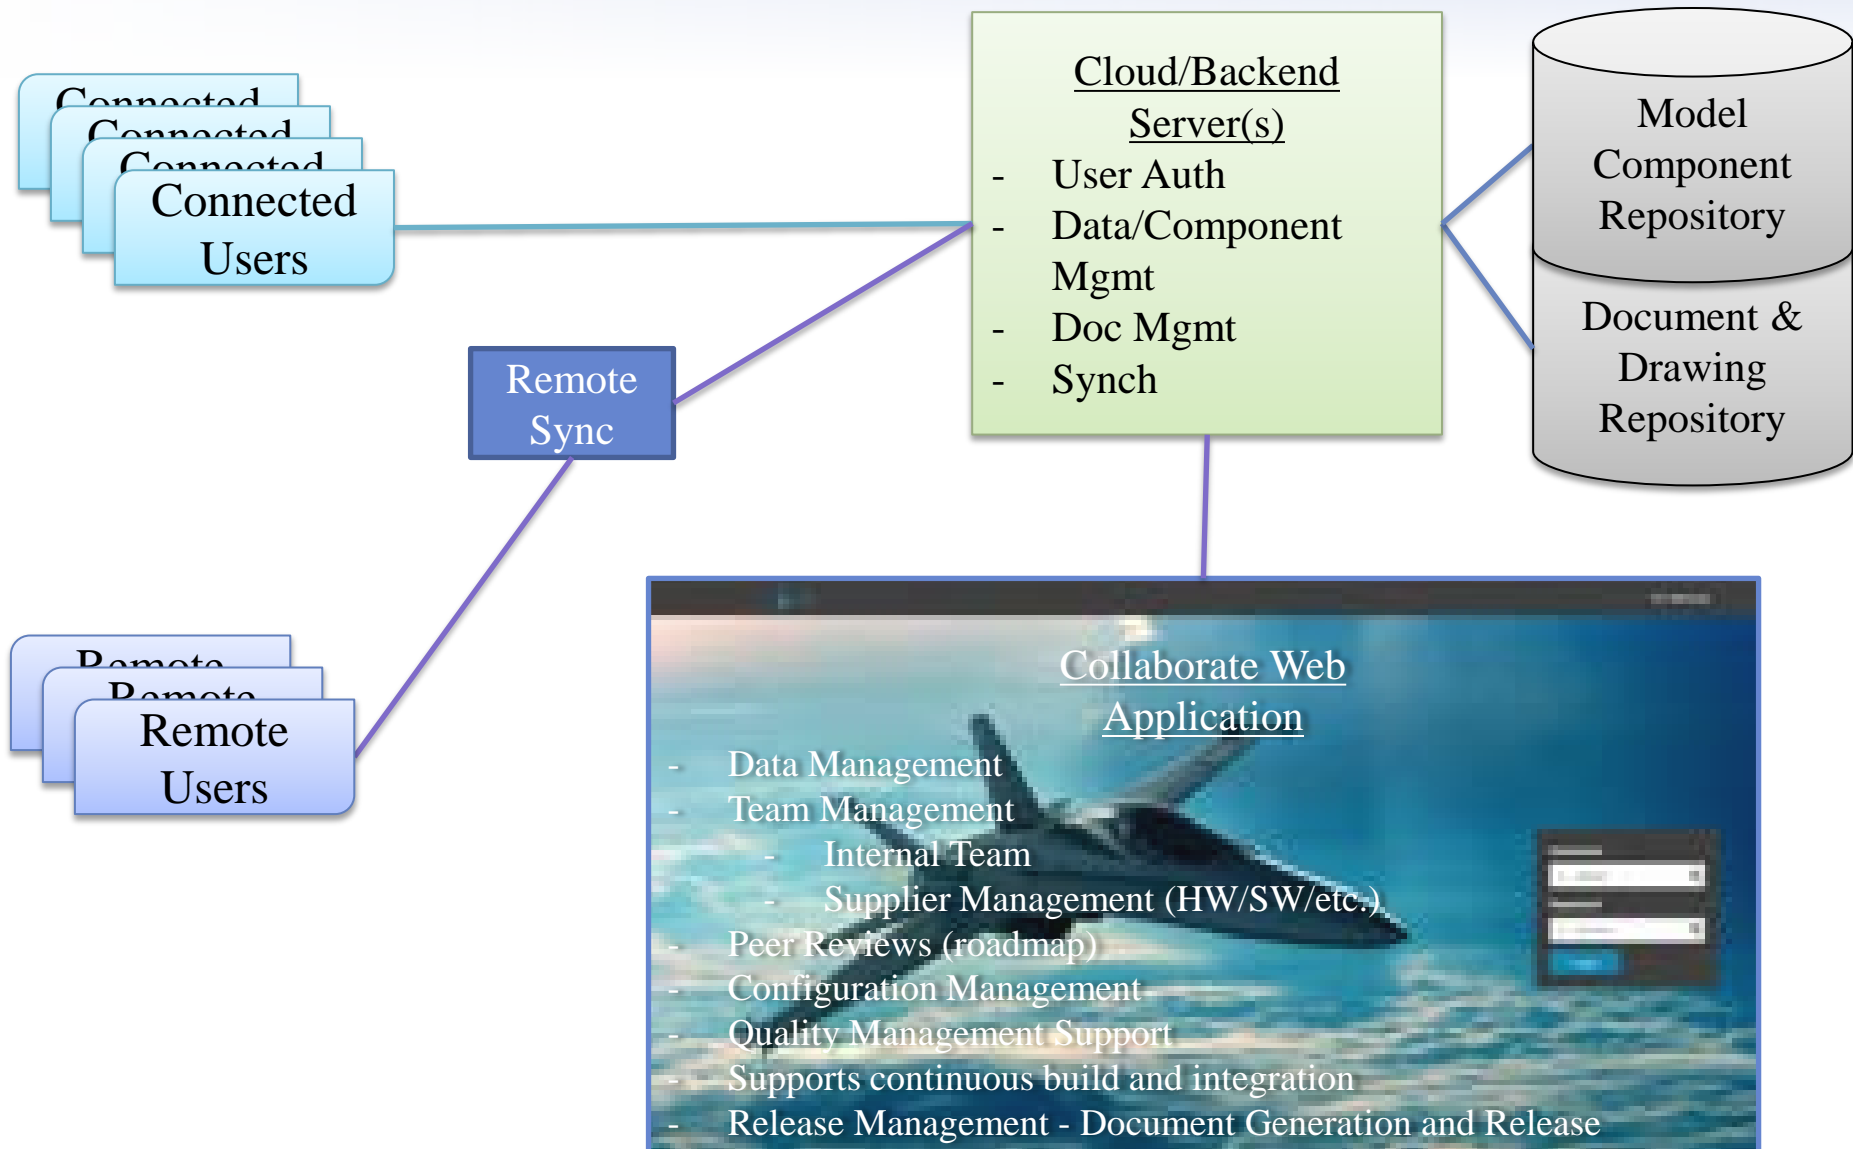 Connected
Connected
Connected
Connected
Users
Cloud/Backend
Server(s)
- User Auth
- Data/Component
Mgmt
- Doc Mgmt
- Synch
Model
Component
Repository
Document &
Drawing
Repository
Remote
Sync
Remote
Remote
Remote
Users
Collaborate Web
Application
- Data Management
- Team Management
- Internal Team
- Supplier Management (HW/SW/etc.)
- Peer Reviews (roadmap)
- Configuration Management
- Quality Management Support
- Supports continuous build and integration
- Release Management - Document Generation and Release